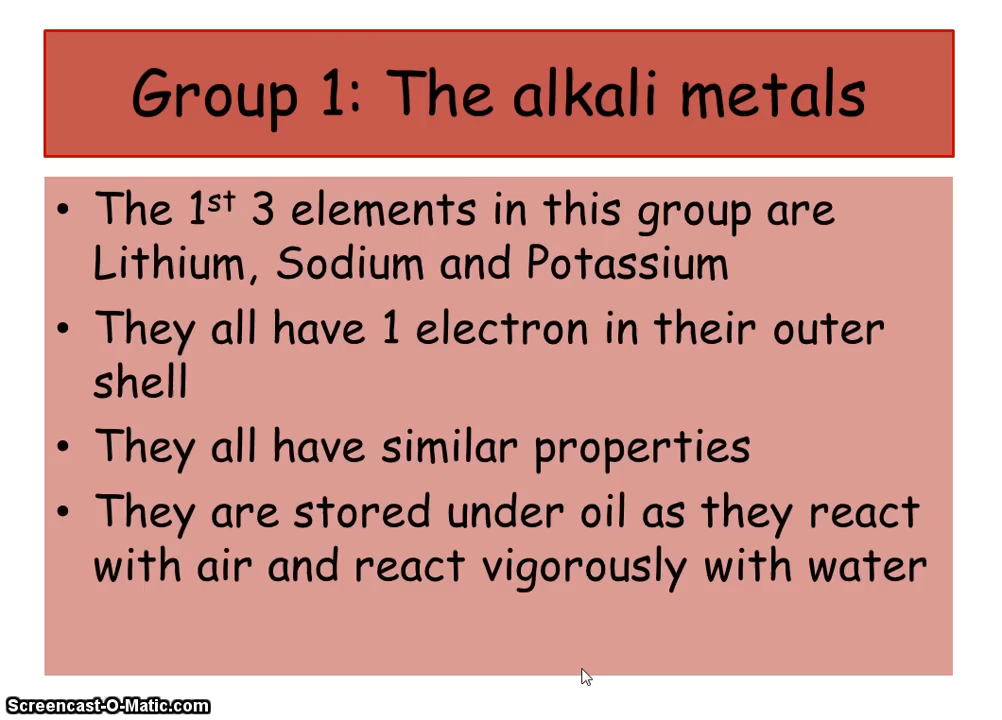 Group 1: The alkali metals
• The 1st 3 elements in this group are
Lithium, Sodium and Potassium
• They all have 1 electron in their outer
shell
• They all have similar properties
• They are stored under oil as they react
with air and react vigorously with water
Screencast-O-Matic.com